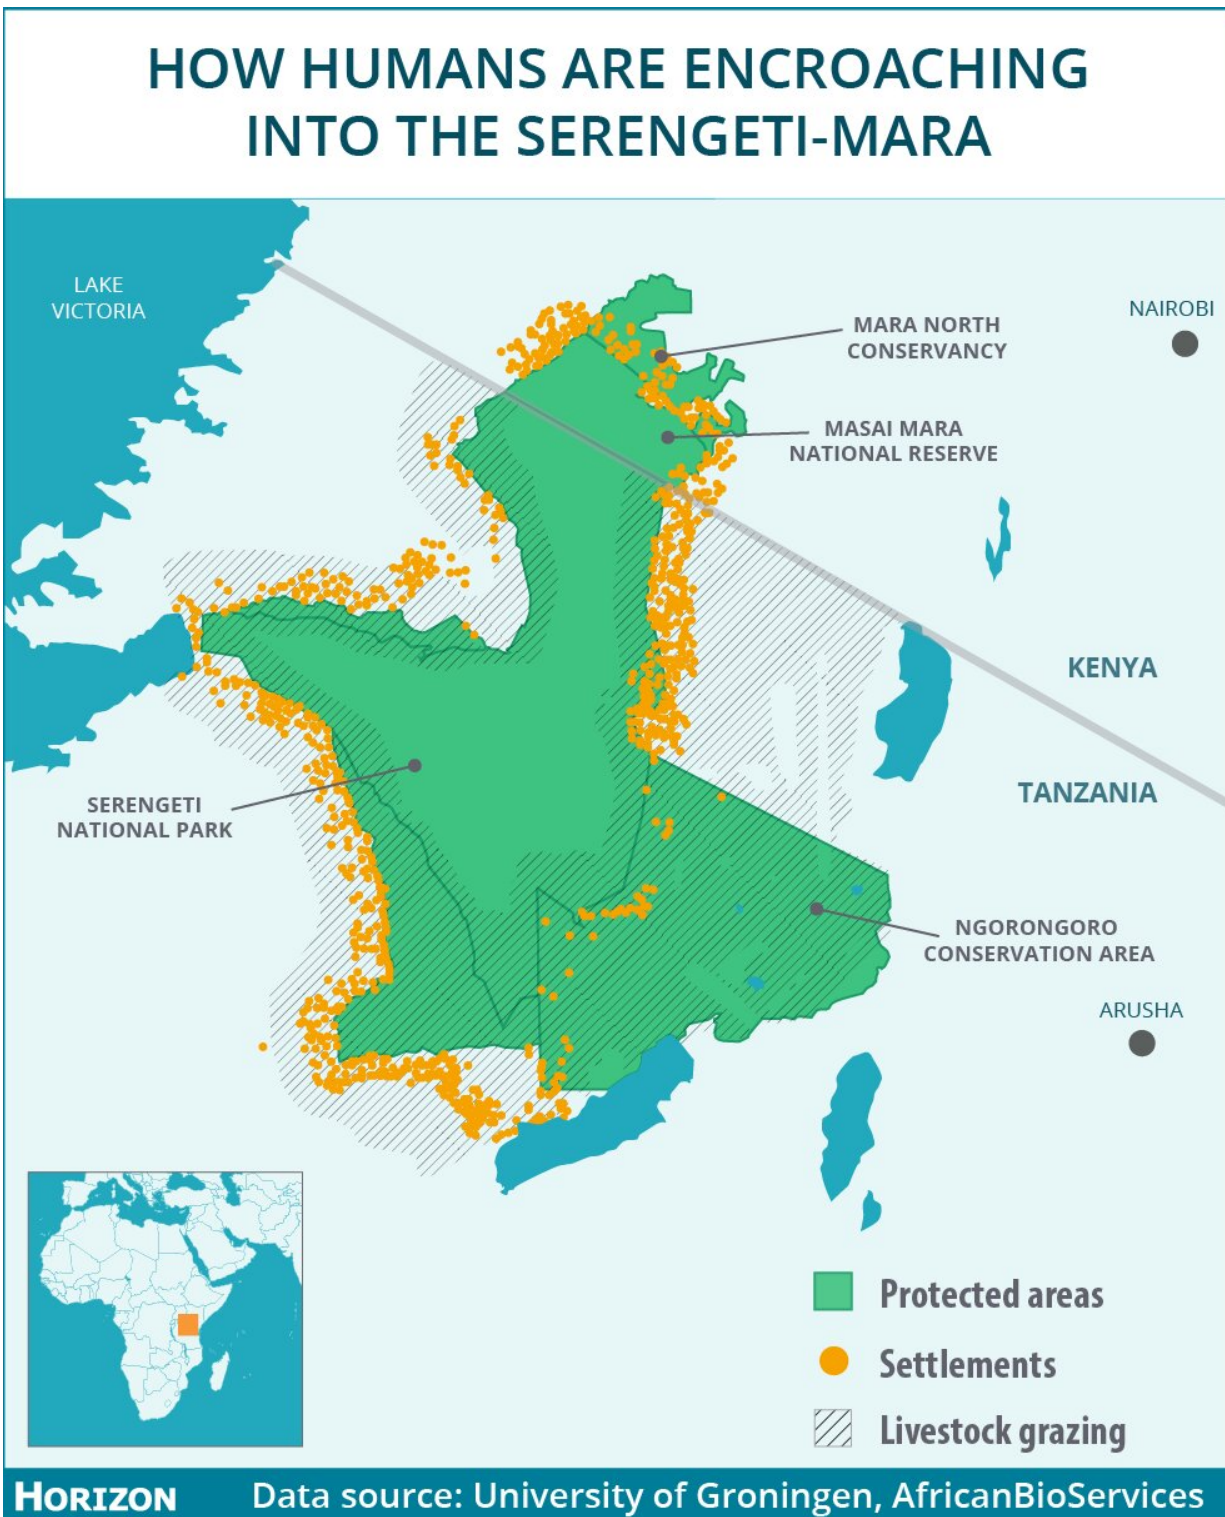 HOW HUMANS ARE ENCROACHING
INTO THE SERENGETI-MARA
LAKE
VICTORIA
NAIROBI
MARA NORTH
CONSERVANCY
MASAI MARA
NATIONAL RESERVE
KENYA
TANZANIA
SERENGETI
NATIONAL PARK
NGORONGORO
CONSERVATION AREA
ARUSHA
Protected areas
Settlements
Livestock grazing
HORIZON
Data source: University of Groningen, AfricanBioServices